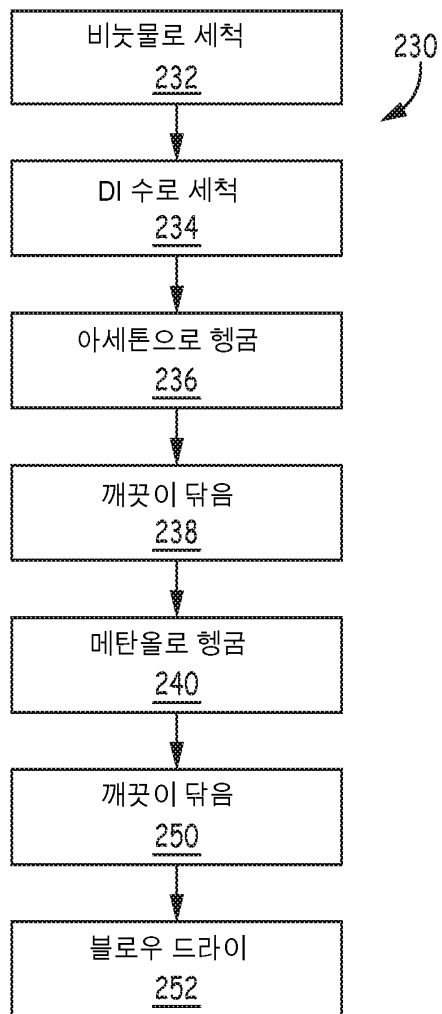 비눗물로 세척
232
230
DI 수로 세척
234
아세톤으로 헹굼
236
깨끗이 닦음
238
메탄올로 헹굼
240
깨끗이 닦음
250
블로우 드라이
252